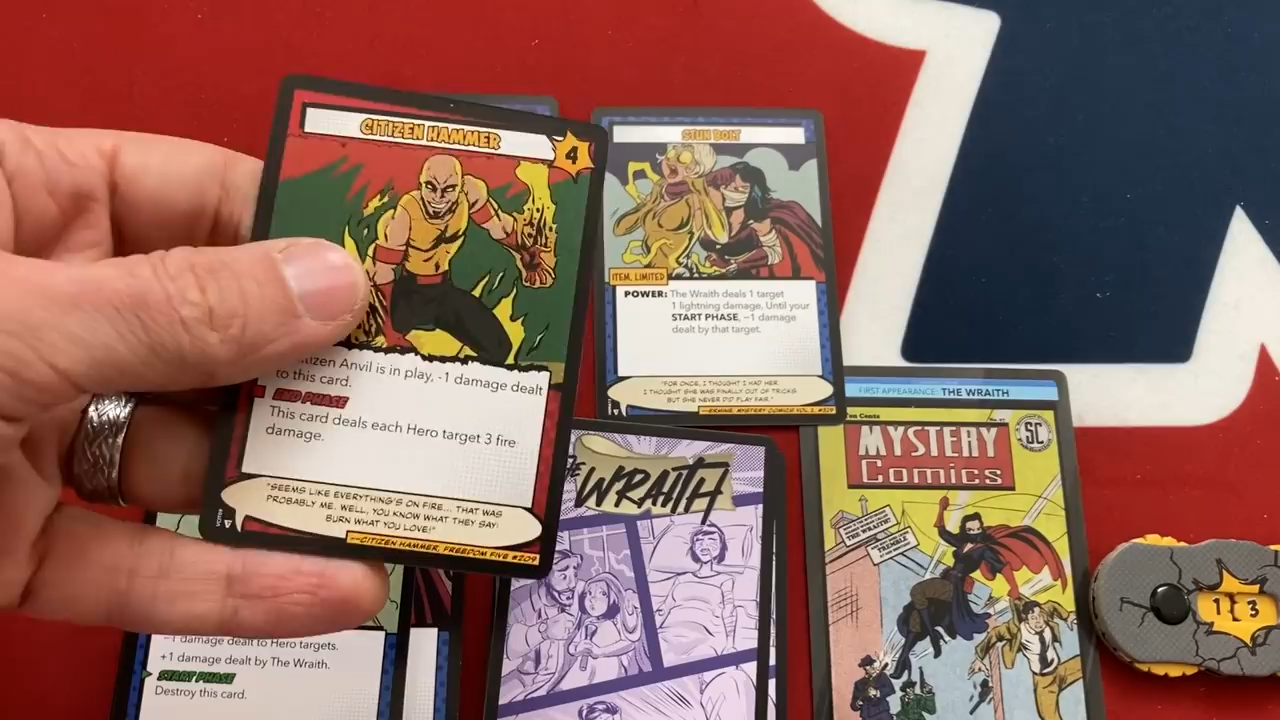 CITIZEN HAMMER
4
Citizen Anvil is in play, -1 damage dealt
to this card.
END PHASE
This card deals each Hero target 3 fire
damage.
"SEEMS LIKE EVERYTHING'S ON FIRE... THAT WAS
PROBABLY ME. WELL, YOU KNOW WHAT THEY SAY:
BURN WHAT YOU LOVE!"
—CITIZEN HAMMER, FREEDOM FIVE #209
STUN BOLT
ITEM, LIMITED
POWER: The Wraith deals 1 target
1 lightning damage. Until your
START PHASE, −1 damage
dealt by that target.
"FOR ONCE, I THOUGHT I HAD HER.
I THOUGHT SHE WAS FINALLY OUT OF TRICKS
BUT SHE NEVER DID PLAY FAIR."
—ERMINE, MYSTERY COMICS VOL.2, #329
−1 damage dealt to Hero targets.
+1 damage dealt by The Wraith.
START PHASE
Destroy this card.
THE
WRAITH
FIRST APPEARANCE: THE WRAITH
Ten Cents
SC
MYSTERY
Comics
THE WRAITH!
TREMBLE
13